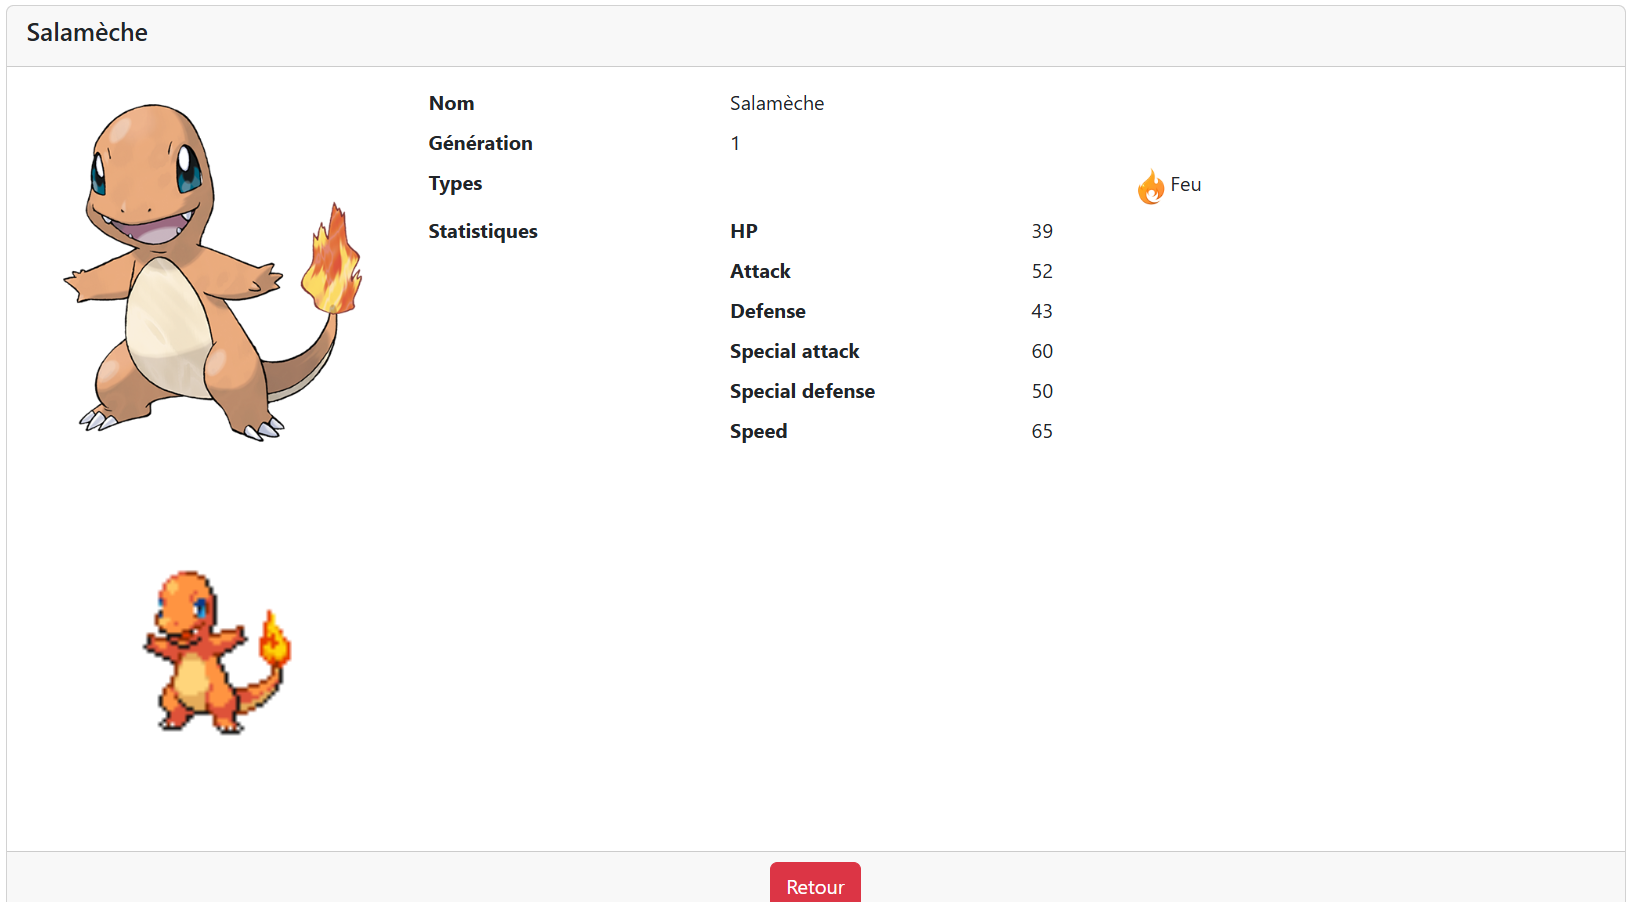 Salamèche
Nom Salamèche
Génération 1
Types Feu
Statistiques HP 39
Attack 52
Defense 43
Special attack 60
Special defense 50
Speed 65
Retour